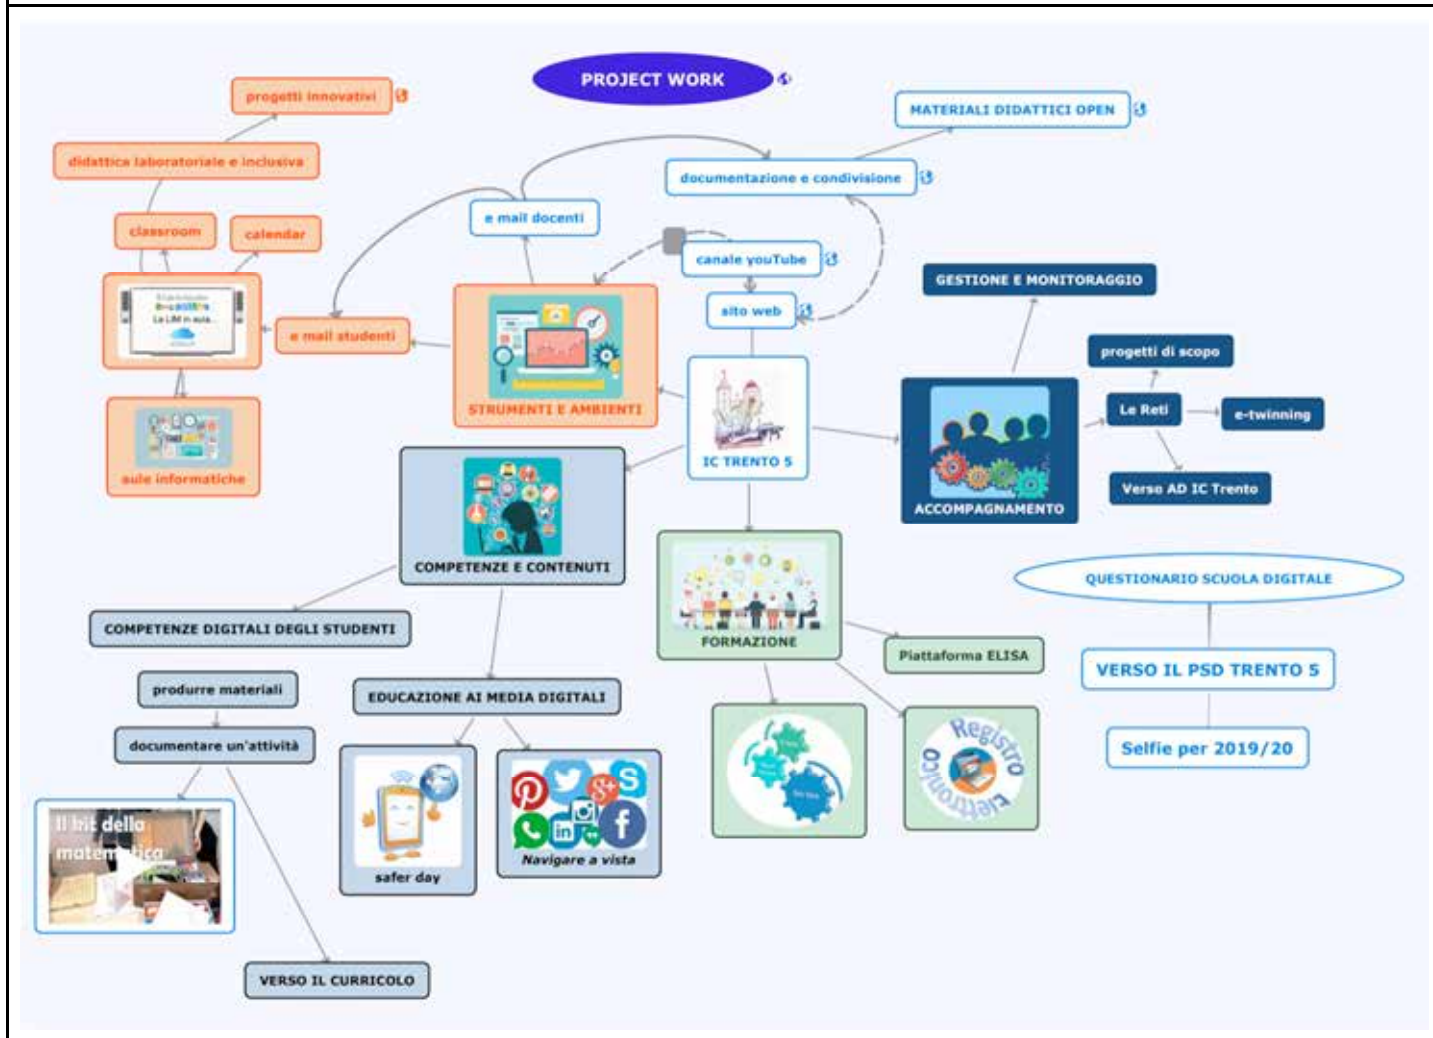 PROJECT WORK
progetti innovativi
MATERIALI DIDATTICI OPEN
didattica laboratoriale e inclusiva
documentazione e condivisione
e mail docenti
classroom
calendar
canale youTube
GESTIONE E MONITORAGGIO
sito web
La LIM in aula...
e mail studenti
progetti di scopo
STRUMENTI E AMBIENTI
Le Reti
e-twinning
IC TRENTO 5
aule informatiche
Verso AD IC Trento
ACCOMPAGNAMENTO
COMPETENZE E CONTENUTI
QUESTIONARIO SCUOLA DIGITALE
COMPETENZE DIGITALI DEGLI STUDENTI
FORMAZIONE
Piattaforma ELISA
VERSO IL PSD TRENTO 5
produrre materiali
EDUCAZIONE AI MEDIA DIGITALI
documentare un'attività
Selfie per 2019/20
Registro
Elettronico
Il kit della
matematica
safer day
Navigare a vista
VERSO IL CURRICOLO